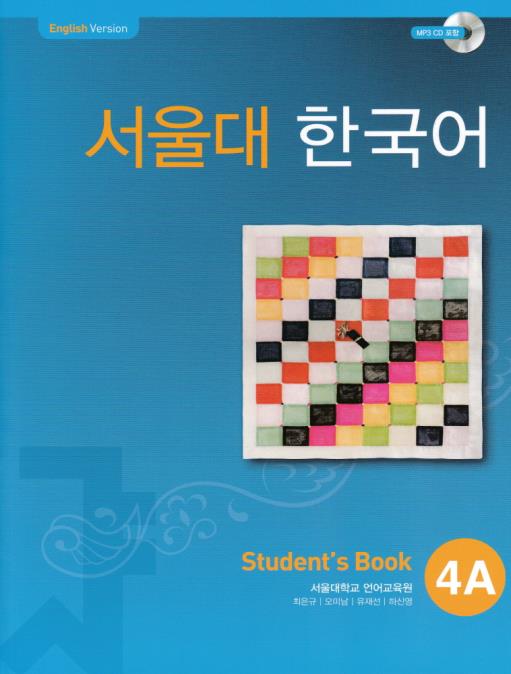 English Version
MP3 CD 포함
서울대 한국어
Student's Book
4A
서울대학교 언어교육원
최은규 | 오미남 | 유재선 | 하신영